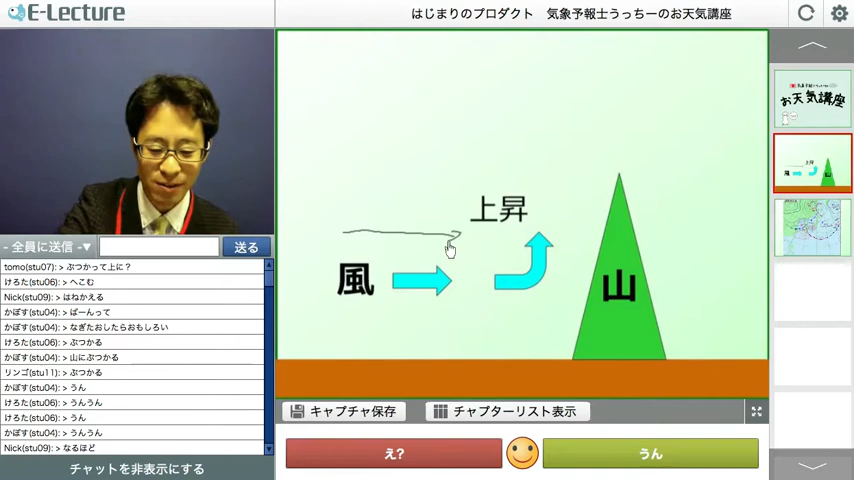 E-Lecture
はじまりのプロダクト　気象予報士うっちーのお天気講座
上昇
風
山
お天気講座
上昇
風
山
- 全員に送信 -▼
送る
tomo(stu07): > ぶつかって上に？
けろた(stu06): > へこむ
Nick(stu09): > はねかえる
かぼす(stu04): > ばーんって
かぼす(stu04): > なぎたおしたらおもしろい
けろた(stu06): > ぶつかる
かぼす(stu04): > 山にぶつかる
リンゴ(stu11): > ぶつかる
かぼす(stu04): > うん
けろた(stu06): > うんうん
けろた(stu06): > うん
かぼす(stu04): > うんうん
Nick(stu09): > なるほど
チャットを非表示にする
キャプチャ保存
チャプターリスト表示
え?
うん